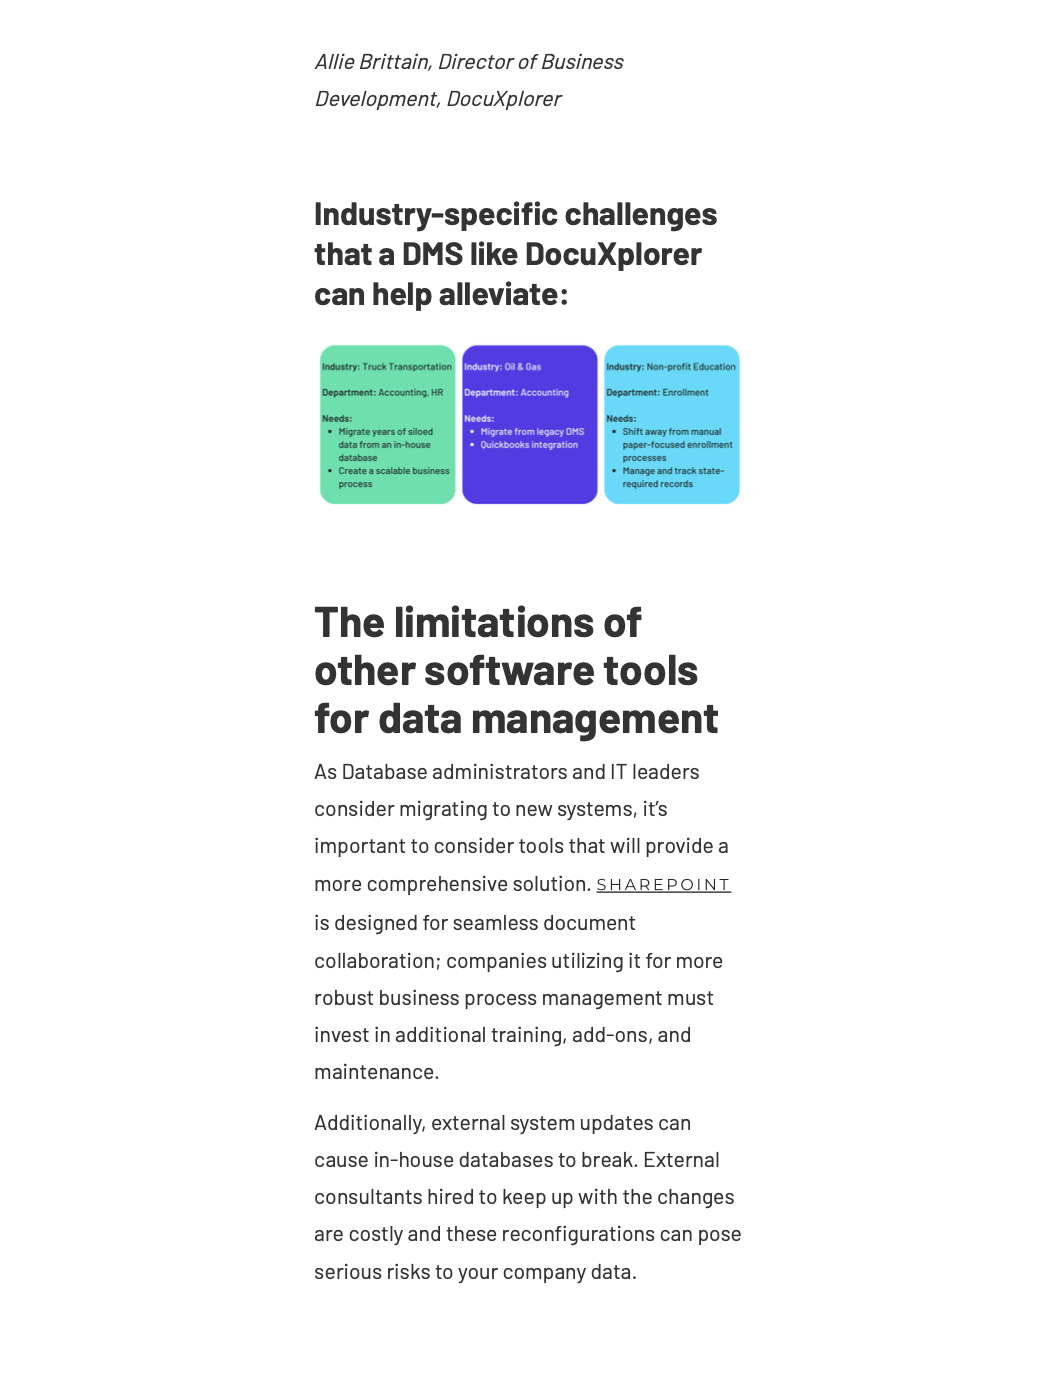 Allie Brittain, Director of Business
Development, DocuXplorer
Industry-specific challenges
that a DMS like DocuXplorer
can help alleviate:
Industry: Truck Transportation
Department: Accounting, HR
Needs:
• Migrate years of siloed
data from an in-house
database
• Create a scalable business
process
Industry: Oil & Gas
Department: Accounting
Needs:
• Migrate from legacy DMS
• Quickbooks integration
Industry: Non-profit Education
Department: Enrollment
Needs:
• Shift away from manual
paper-focused enrollment
processes
• Manage and track state-
required records
The limitations of
other software tools
for data management
As Database administrators and IT leaders
consider migrating to new systems, it’s
important to consider tools that will provide a
more comprehensive solution. SHAREPOINT
is designed for seamless document
collaboration; companies utilizing it for more
robust business process management must
invest in additional training, add-ons, and
maintenance.
Additionally, external system updates can
cause in-house databases to break. External
consultants hired to keep up with the changes
are costly and these reconfigurations can pose
serious risks to your company data.